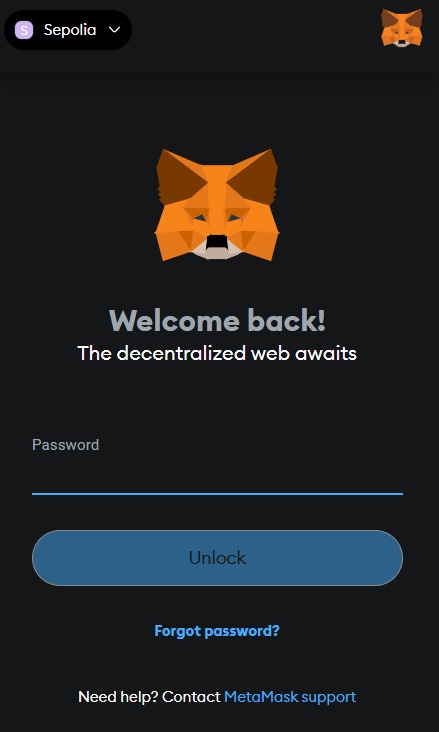 S Sepolia
Welcome back!
The decentralized web awaits
Password
Unlock
Forgot password?
Need help? Contact MetaMask support